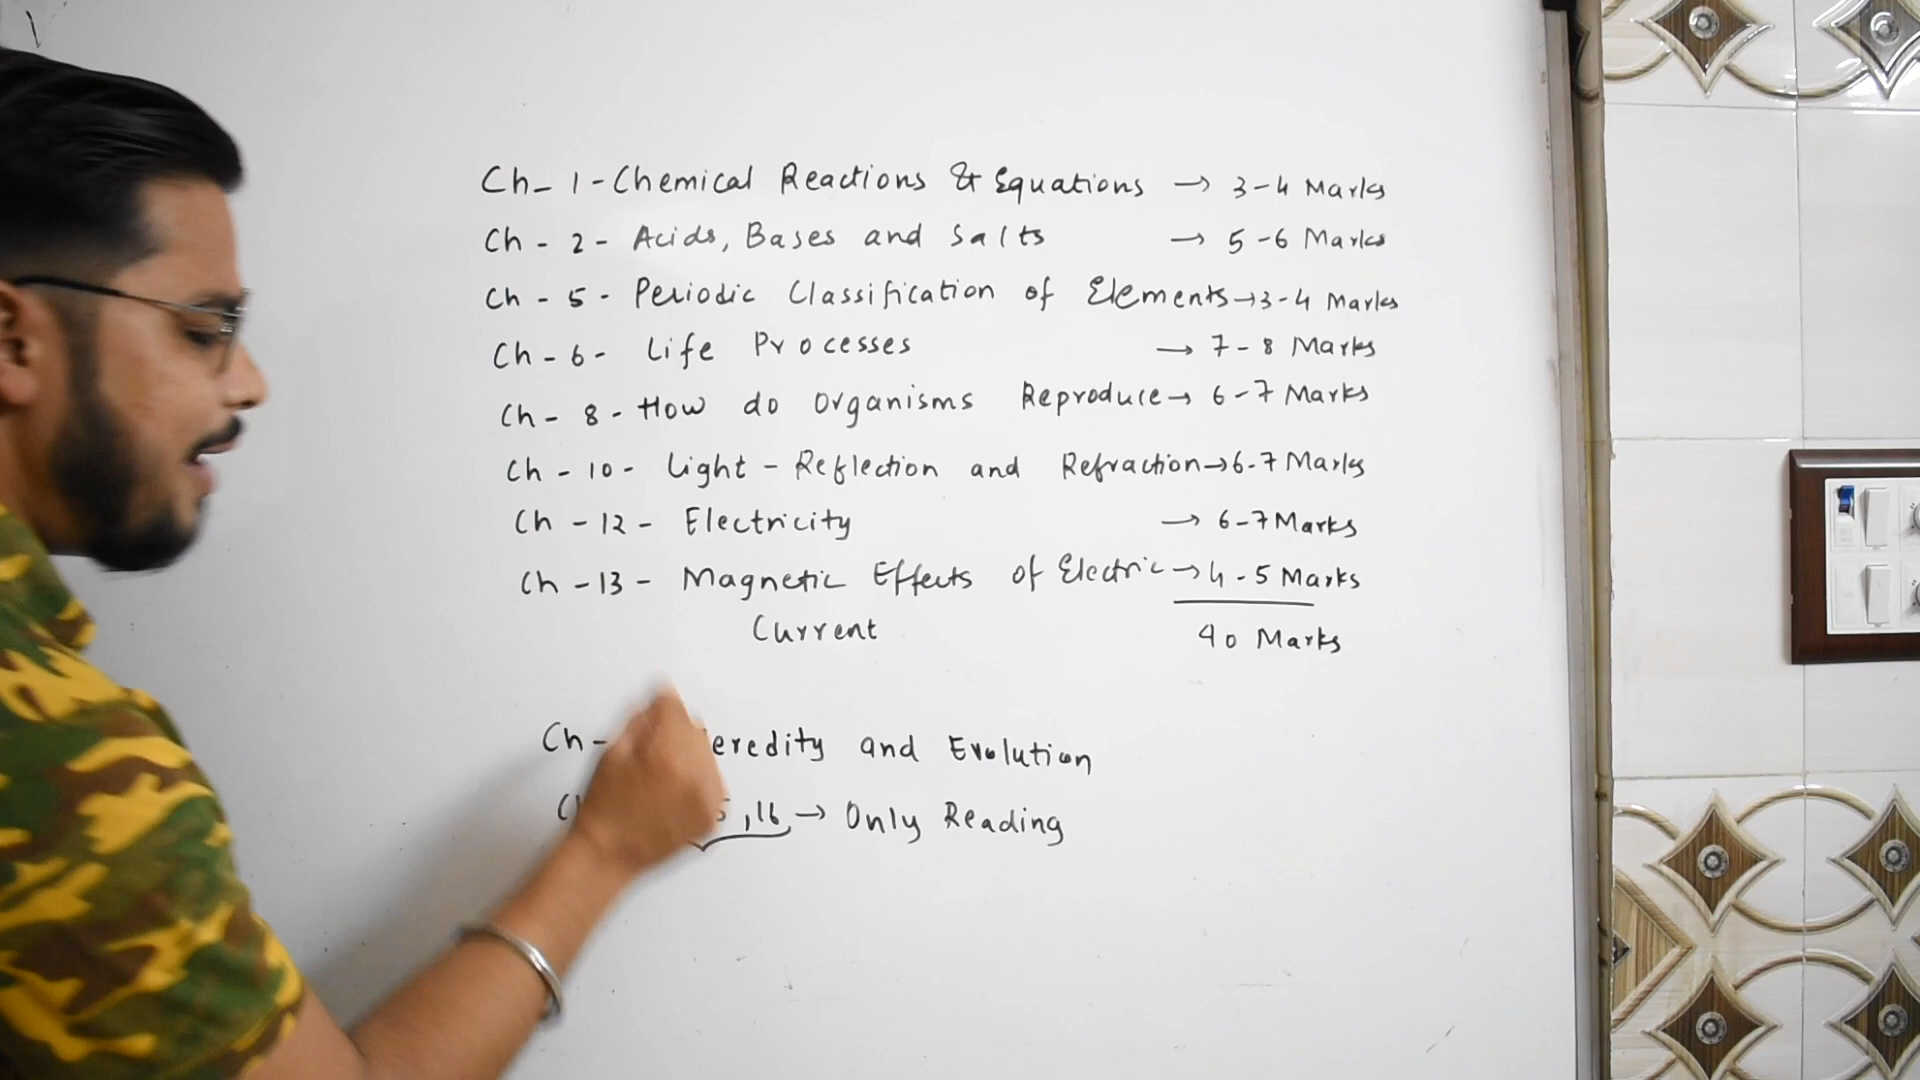 Ch- 1 - Chemical Reactions & Equations → 3-4 Marks
Ch - 2 - Acids, Bases and Salts → 5-6 Marks
Ch - 5 - Periodic Classification of Elements → 3-4 Marks
Ch - 6 - Life Processes → 7-8 Marks
Ch - 8 - How do Organisms Reproduce → 6-7 Marks
Ch - 10 - Light - Reflection and Refraction → 6-7 Marks
Ch - 12 - Electricity → 6-7 Marks
Ch - 13 - Magnetic Effects of Electric → 4-5 Marks
Current 40 Marks
Ch - eredity and Evolution
,16 → Only Reading